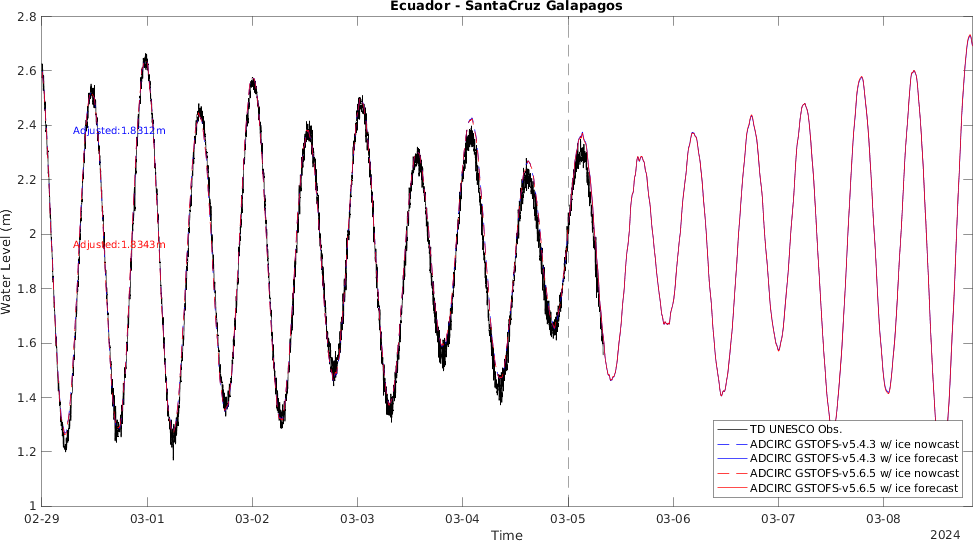 Ecuador - SantaCruz Galapagos
2.8
2.6
2.4
2.2
2
1.8
1.6
1.4
1.2
1
Water Level (m)
Adjusted:1.8312m
Adjusted:1.8343m
TD UNESCO Obs.
ADCIRC GSTOFS-v5.4.3 w/ ice nowcast
ADCIRC GSTOFS-v5.4.3 w/ ice forecast
ADCIRC GSTOFS-v5.6.5 w/ ice nowcast
ADCIRC GSTOFS-v5.6.5 w/ ice forecast
02-29 03-01 03-02 03-03 03-04 03-05 03-06 03-07 03-08
Time
2024